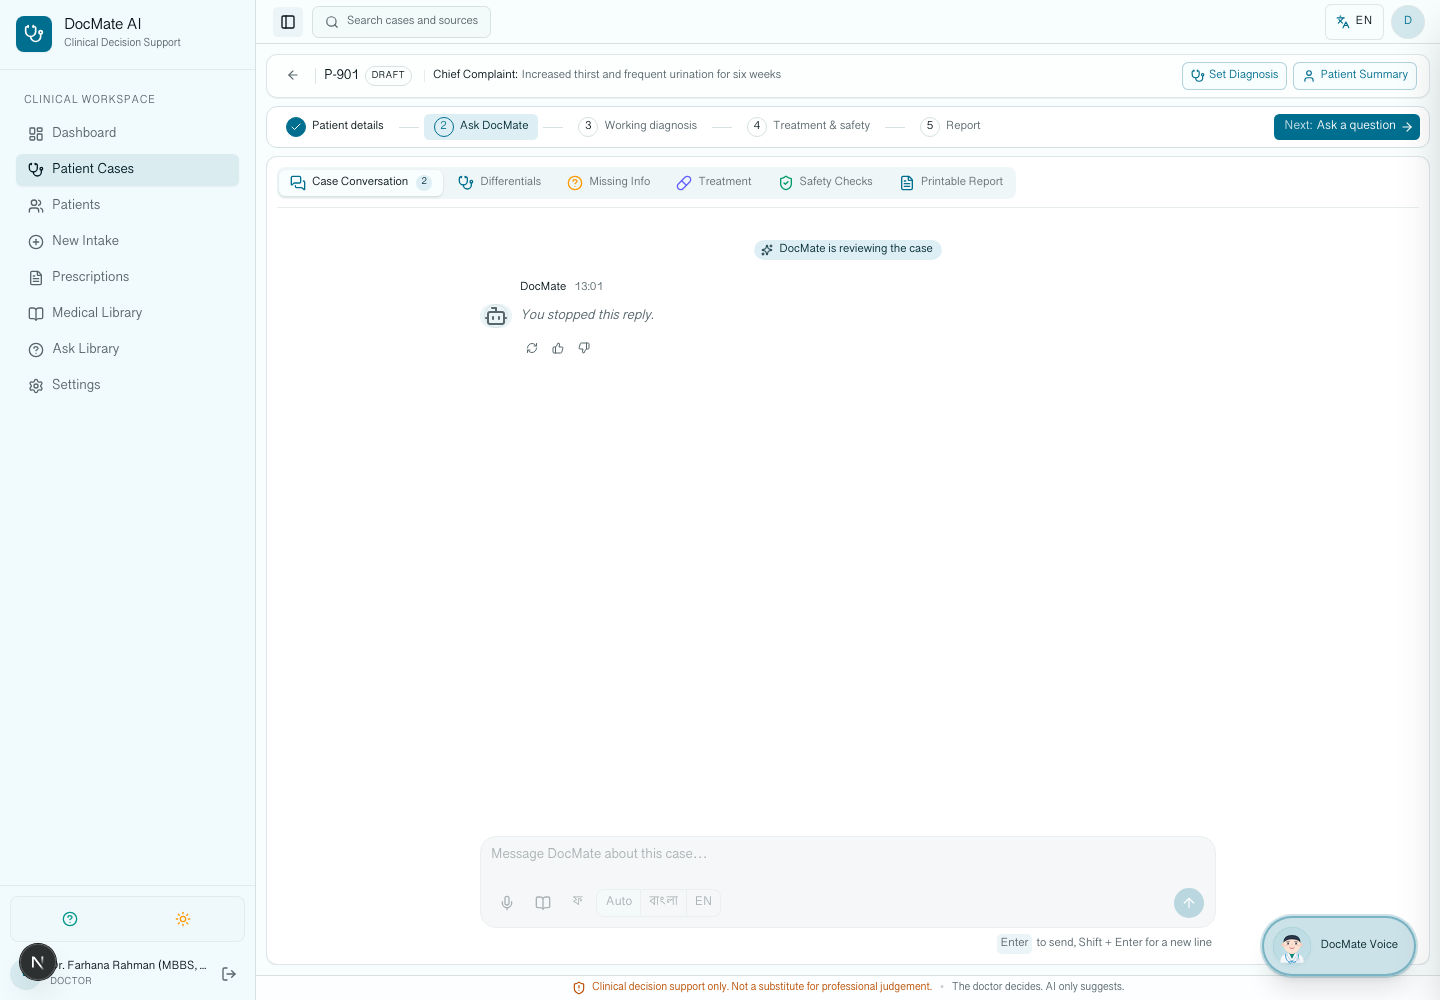 DocMate AI
Clinical Decision Support
CLINICAL WORKSPACE
Dashboard
Patient Cases
Patients
New Intake
Prescriptions
Medical Library
Ask Library
Settings
N
r. Farhana Rahman (MBBS, ...
DOCTOR
Search cases and sources
EN
D
P-901
DRAFT
Chief Complaint: Increased thirst and frequent urination for six weeks
Set Diagnosis
Patient Summary
Patient details
2 Ask DocMate
3 Working diagnosis
4 Treatment & safety
5 Report
Next: Ask a question
Case Conversation 2
Differentials
Missing Info
Treatment
Safety Checks
Printable Report
DocMate is reviewing the case
DocMate 13:01
You stopped this reply.
Message DocMate about this case...
ফ
Auto
বাংলা
EN
Enter to send, Shift + Enter for a new line
DocMate Voice
Clinical decision support only. Not a substitute for professional judgement. • The doctor decides. AI only suggests.